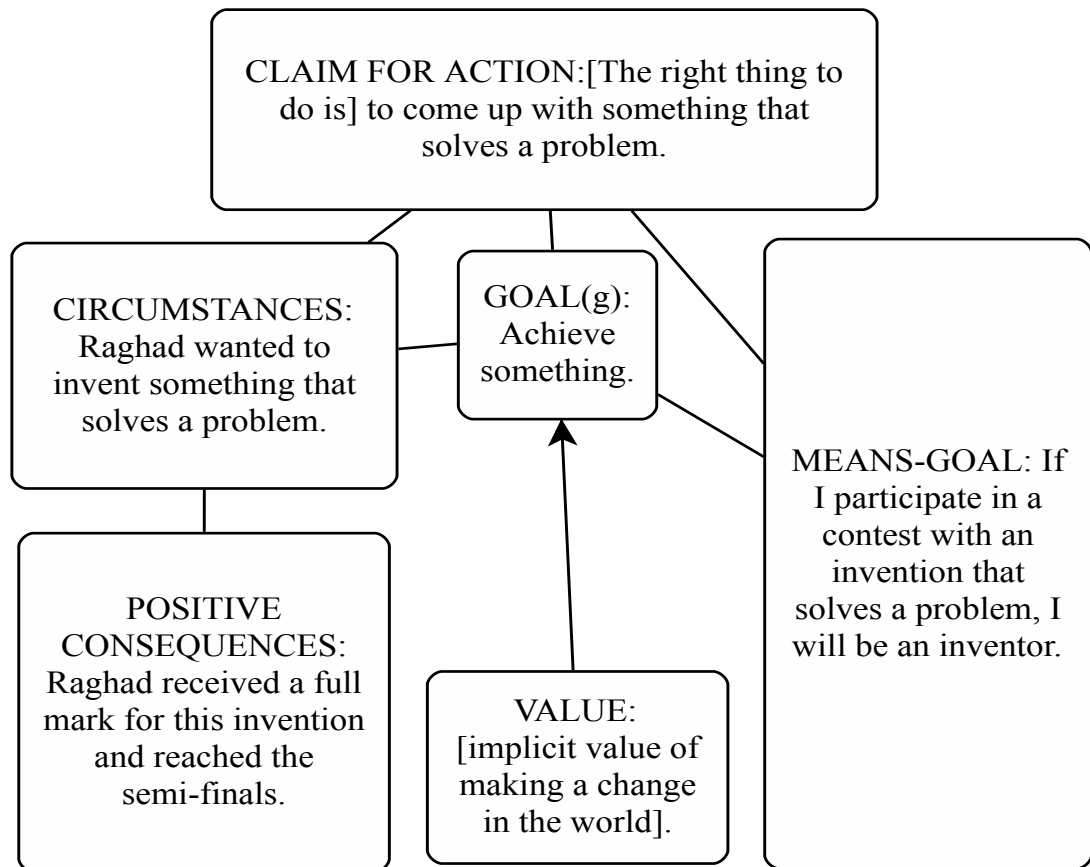 CLAIM FOR ACTION:[The right thing to
do is] to come up with something that
solves a problem.
CIRCUMSTANCES:
Raghad wanted to
invent something that
solves a problem.
GOAL(g):
Achieve
something.
MEANS-GOAL: If
I participate in a
contest with an
invention that
solves a problem, I
will be an inventor.
POSITIVE
CONSEQUENCES:
Raghad received a full
mark for this invention
and reached the
semi-finals.
VALUE:
[implicit value of
making a change
in the world].